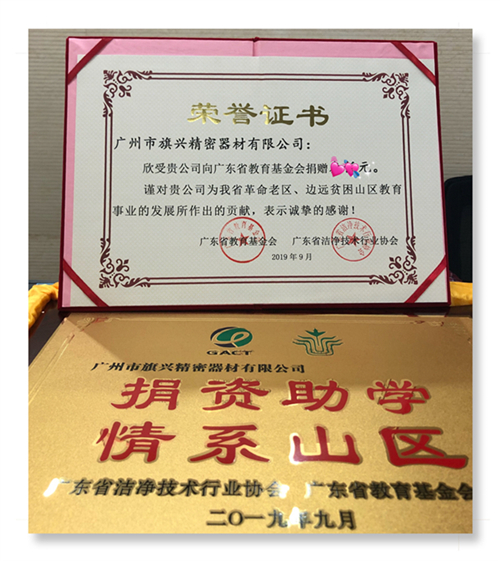 荣誉证书
广州市旗兴精密器材有限公司：
欣受贵公司向广东省教育基金会捐赠 元。
谨对贵公司为我省革命老区、边远贫困山区教育
事业的发展所作出的贡献，表示诚挚的感谢！
广东省教育基金会 广东省洁净技术行业协会
2019年9月
GACT
广州市旗兴精密器材有限公司
捐资助学
情系山区
广东省洁净技术行业协会 广东省教育基金会
二〇一九年九月